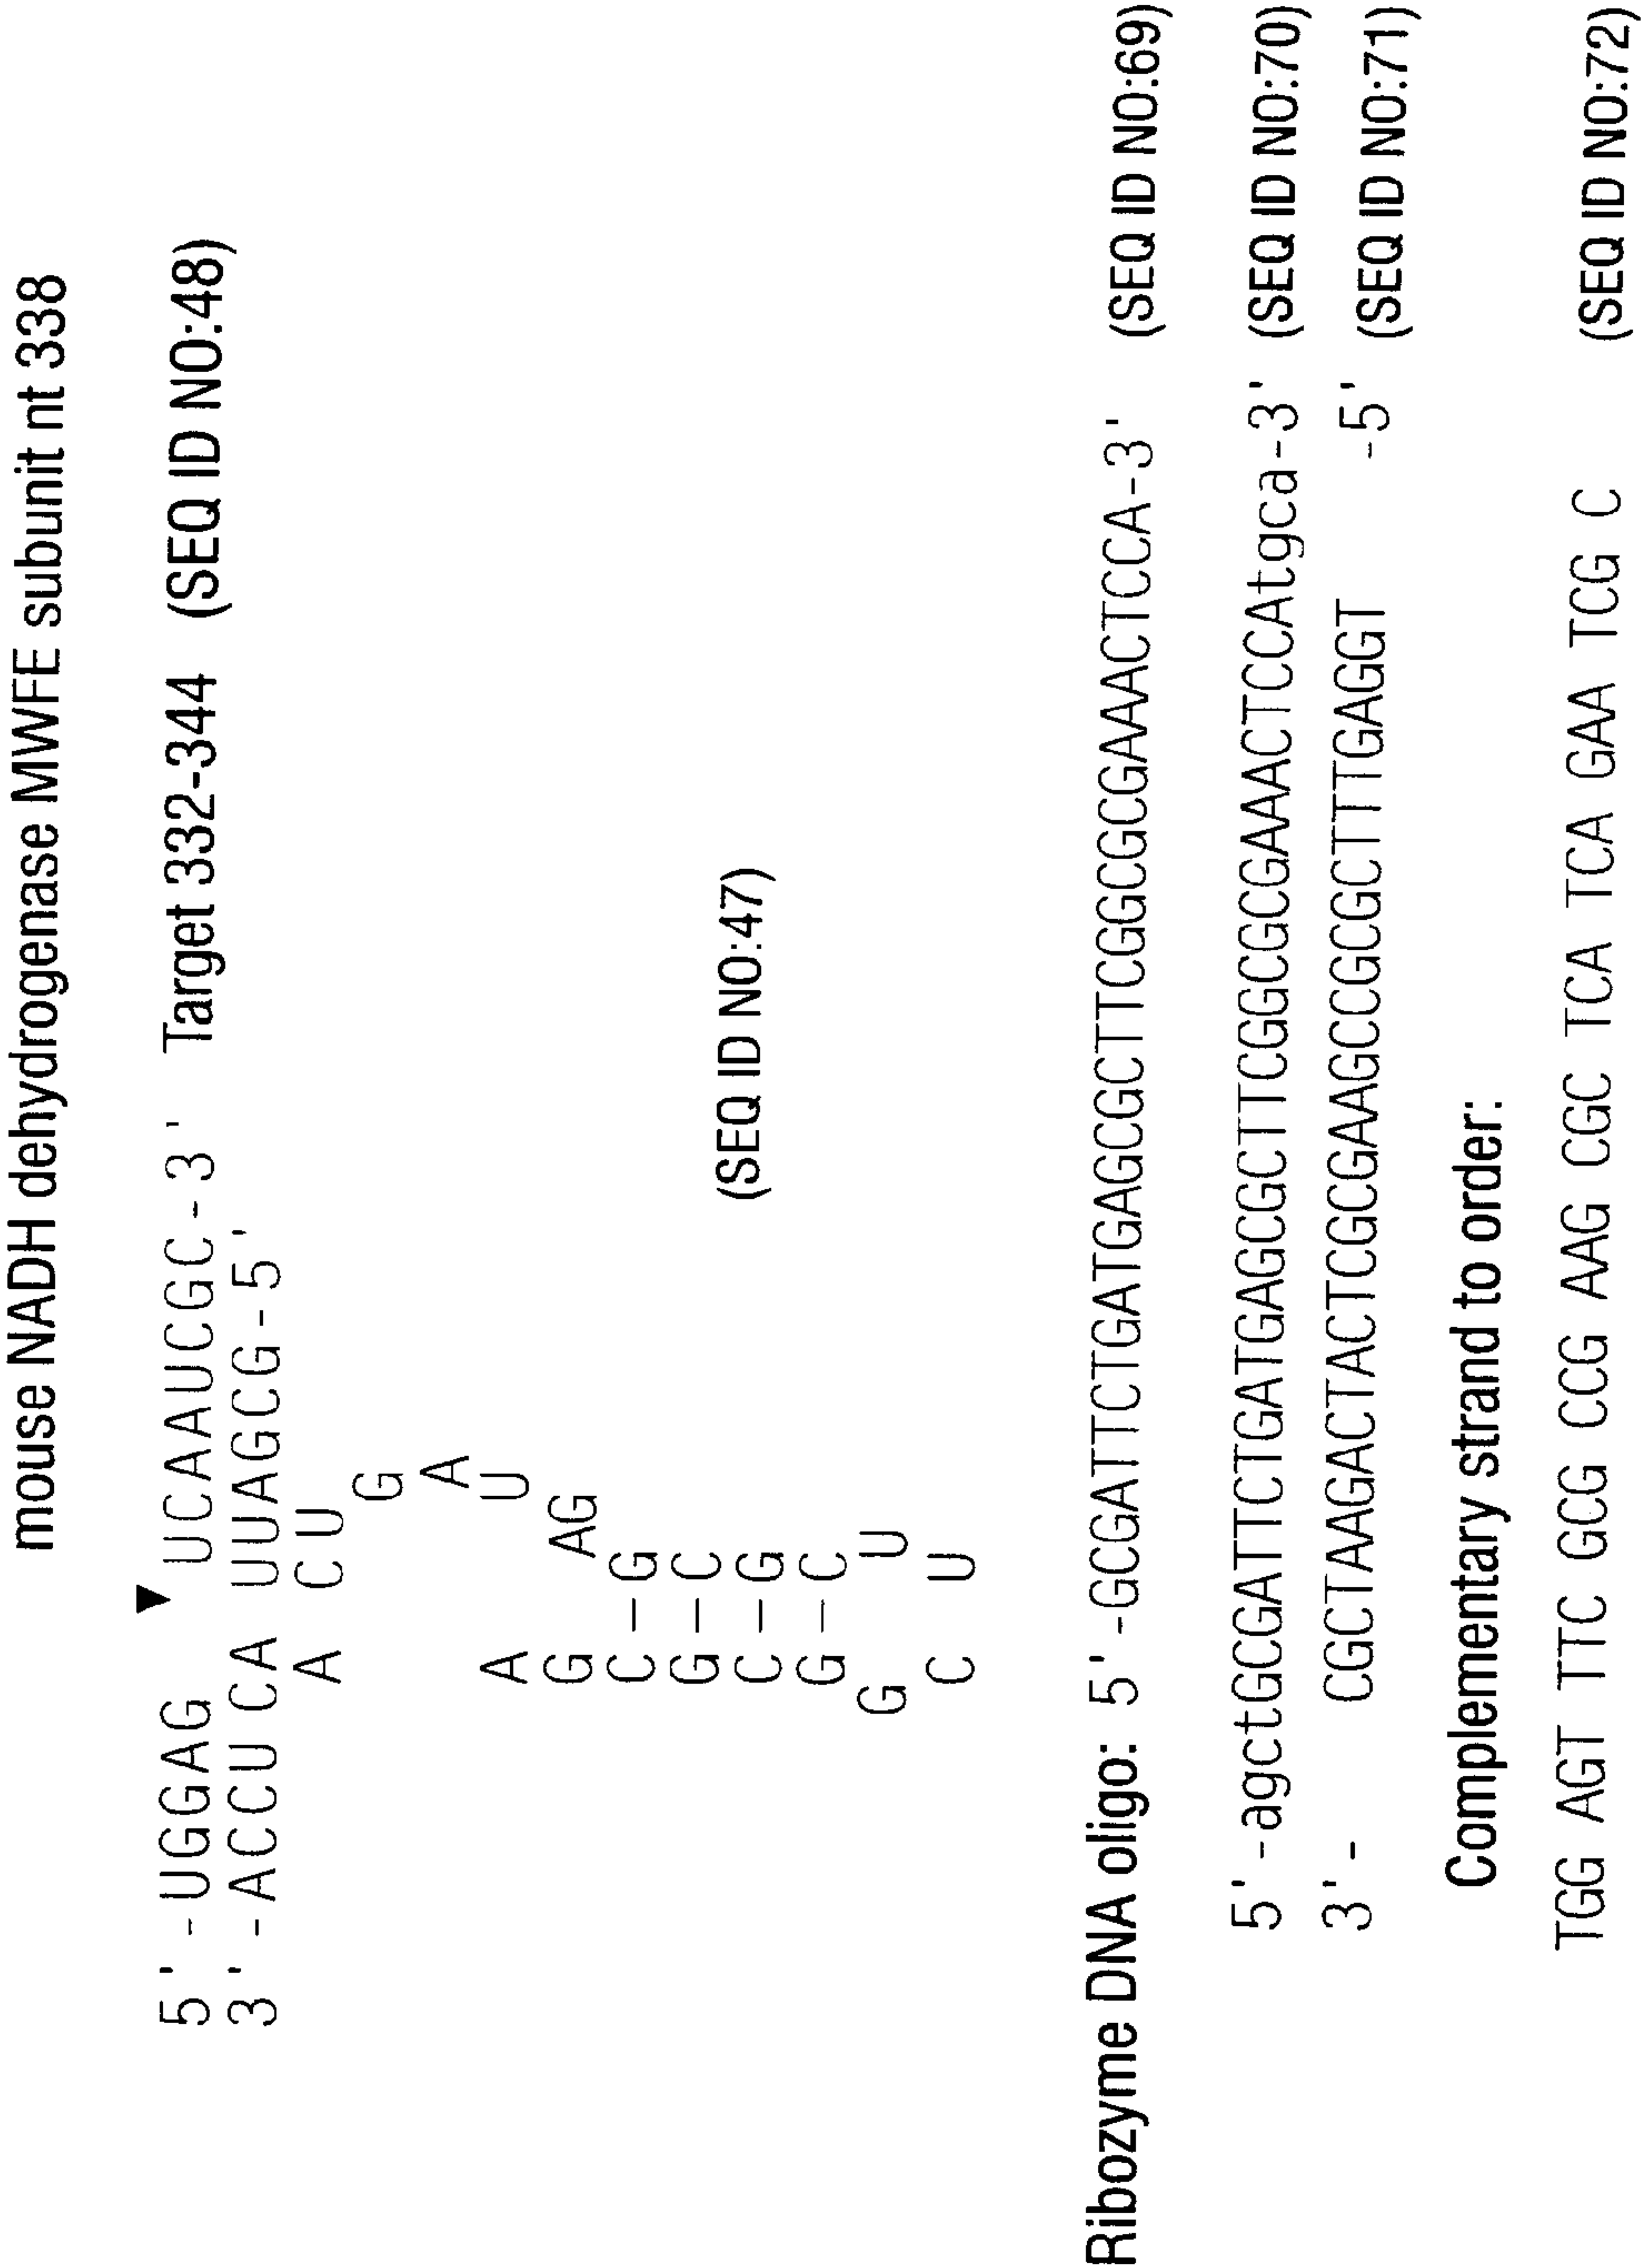 mouse NADH dehydrogenase MWFE subunit nt 338
5'-UGGAG UCAAUCGC-3' Target 332-344 (SEQ ID NO:48)
3'-ACCU CA UUAGCG-5'
A CU
G
A
A U
G AG
C – G
G – C
C – G (SEQ ID NO:47)
G – C
G U
C U
Ribozyme DNA oligo: 5'-GCGATTCTGATGAGCGCTTCGGCGCGAAACTCCA-3' (SEQ ID NO:69)
5'-agctGCGATTCTGATGAGCGCTTCGGCGCGAAACTCCAtgca-3' (SEQ ID NO:70)
3'- CGCTAAGACTACTCGCGAAGCCGCGCTTTGAGGT -5' (SEQ ID NO:71)
Complementary strand to order:
TGG AGT TTC GCG CCG AAG CGC TCA TCA GAA TCG C (SEQ ID NO:72)